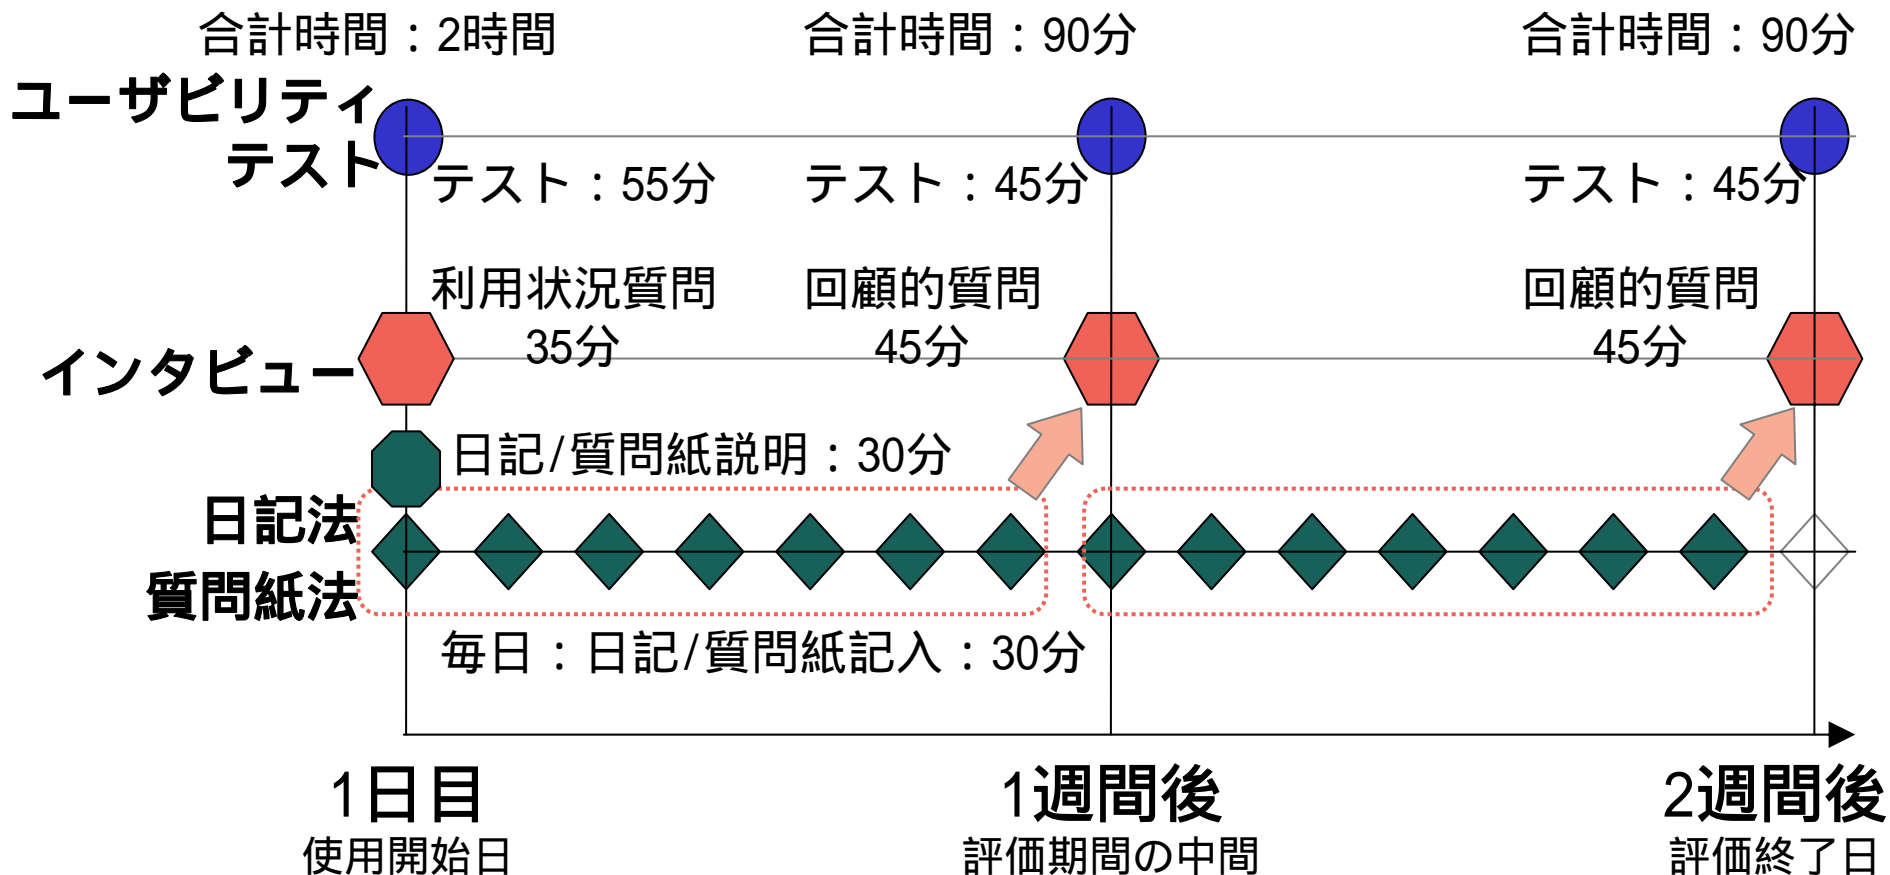 合計時間：2時間
合計時間：90分
合計時間：90分
ユーザビリティ
テスト
テスト：55分
テスト：45分
テスト：45分
利用状況質問
35分
回顧的質問
45分
回顧的質問
45分
インタビュー
日記/質問紙説明：30分
日記法
質問紙法
毎日：日記/質問紙記入：30分
1日目
使用開始日
1週間後
評価期間の中間
2週間後
評価終了日